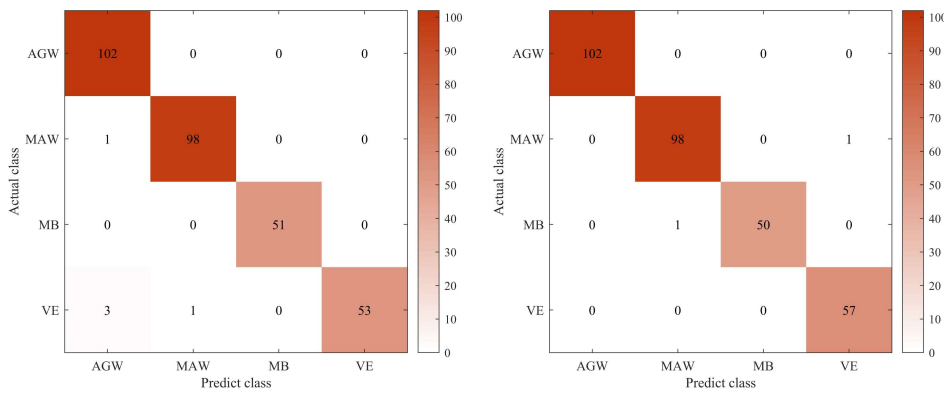 AGW 102 0 0 0
MAW 1 98 0 0
MB 0 0 51 0
VE 3 1 0 53
AGW MAW MB VE
Predict class
Actual class
100
90
80
70
60
50
40
30
20
10
0
AGW 102 0 0 0
MAW 0 98 0 1
MB 0 1 50 0
VE 0 0 0 57
AGW MAW MB VE
Predict class
Actual class
100
90
80
70
60
50
40
30
20
10
0